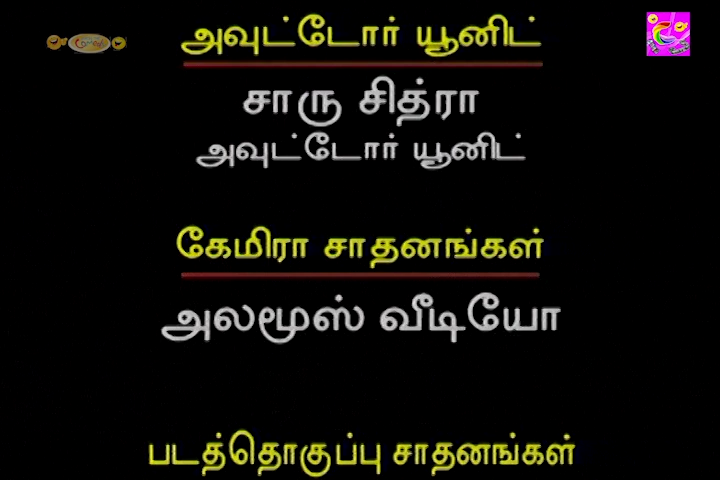 அவுட்டோர் யூனிட்
சாரு சித்ரா
அவுட்டோர் யூனிட்
கேமிரா சாதனங்கள்
அலமூஸ் வீடியோ
படத்தொகுப்பு சாதனங்கள்